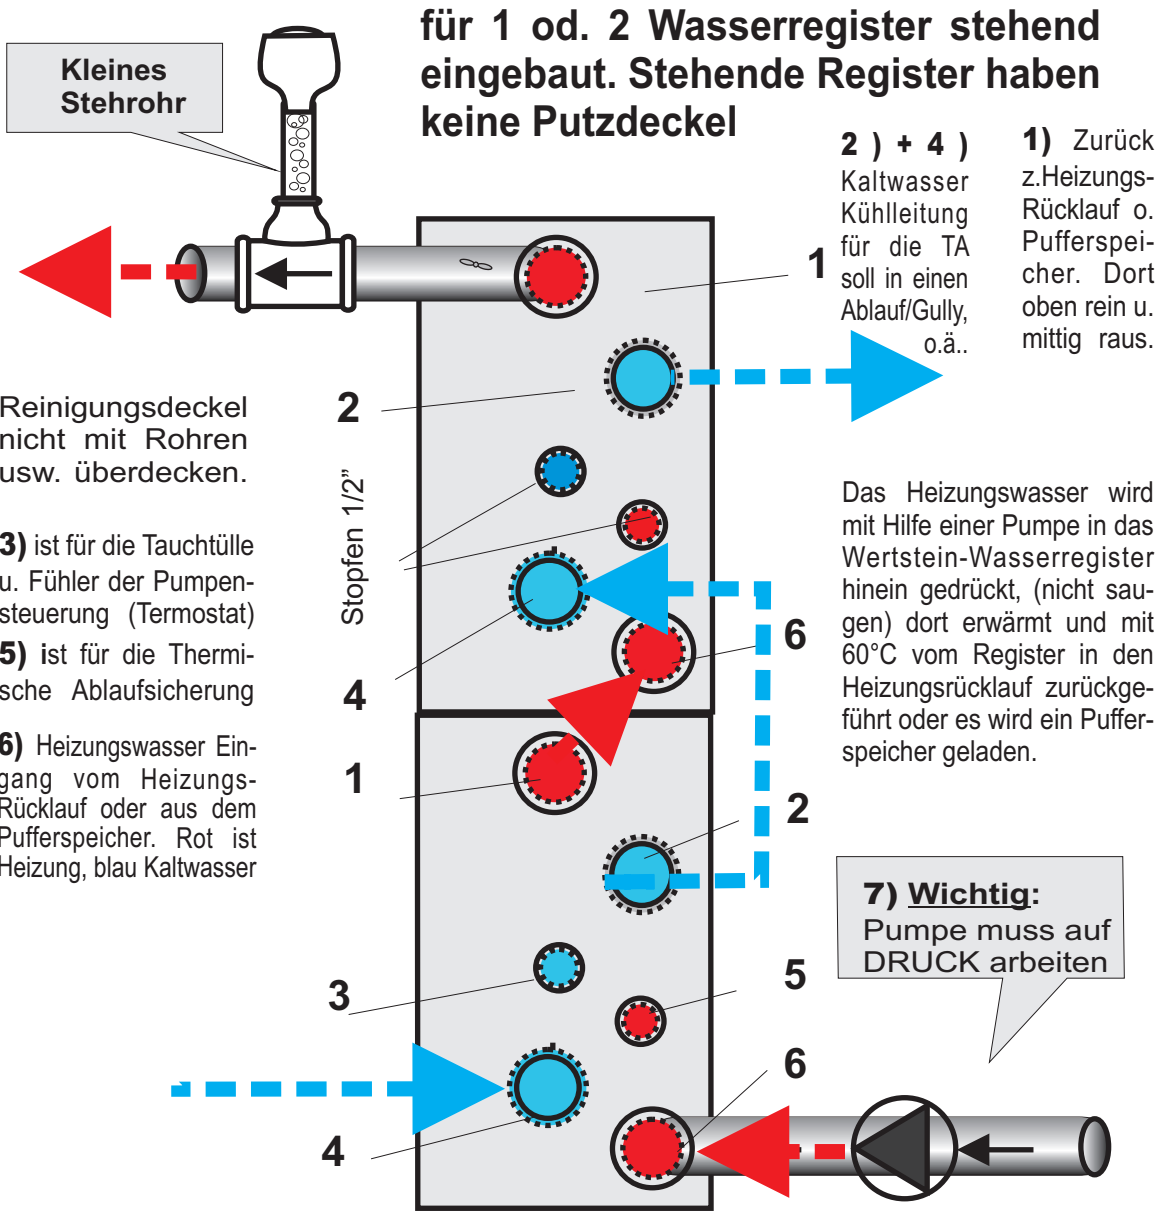 für 1 od. 2 Wasserregister stehend
eingebaut. Stehende Register haben
keine Putzdeckel
Kleines
Stehrohr
2 ) + 4 )
Kaltwasser
Kühlleitung
für die TA
soll in einen
Ablauf/Gully,
o.ä..
1) Zurück
z.Heizungs-
Rücklauf o.
Pufferspei-
cher. Dort
oben rein u.
mittig raus.
1
2
Reinigungsdeckel
nicht mit Rohren
usw. überdecken.
Stopfen 1/2”
3) ist für die Tauchtülle
u. Fühler der Pumpen-
steuerung (Termostat)
5) ist für die Thermi-
sche Ablaufsicherung
6) Heizungswasser Ein-
gang vom Heizungs-
Rücklauf oder aus dem
Pufferspeicher. Rot ist
Heizung, blau Kaltwasser
Das Heizungswasser wird
mit Hilfe einer Pumpe in das
Wertstein-Wasserregister
hinein gedrückt, (nicht sau-
gen) dort erwärmt und mit
60°C vom Register in den
Heizungsrücklauf zurückge-
führt oder es wird ein Puffer-
speicher geladen.
6
4
1
2
7) Wichtig:
Pumpe muss auf
DRUCK arbeiten
3
5
6
4